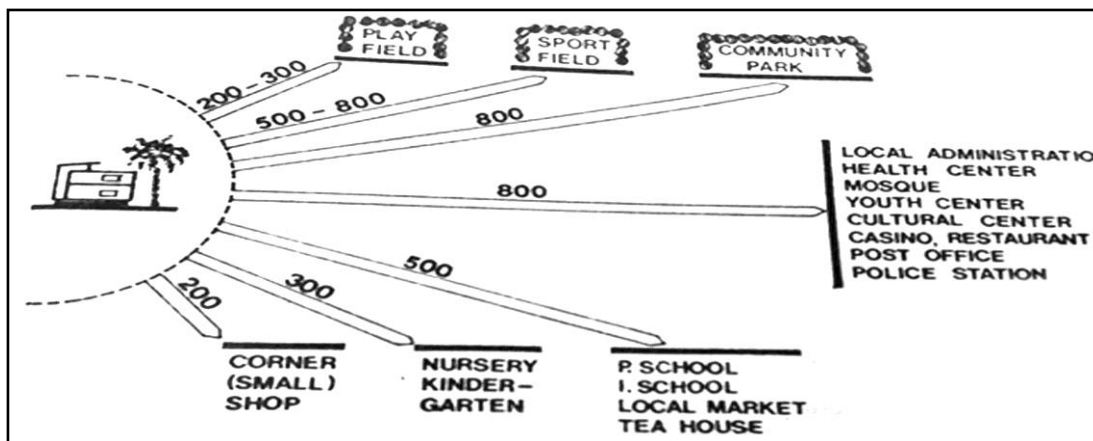 PLAY
FIELD
SPORT
FIELD
COMMUNITY
PARK
200-300
500-800
800
800
LOCAL ADMINISTRATIO
HEALTH CENTER
MOSQUE
YOUTH CENTER
CULTURAL CENTER
CASINO, RESTAURANT
POST OFFICE
POLICE STATION
500
300
200
CORNER
(SMALL)
SHOP
NURSERY
KINDER-
GARTEN
P. SCHOOL
I. SCHOOL
LOCAL MARKET
TEA HOUSE